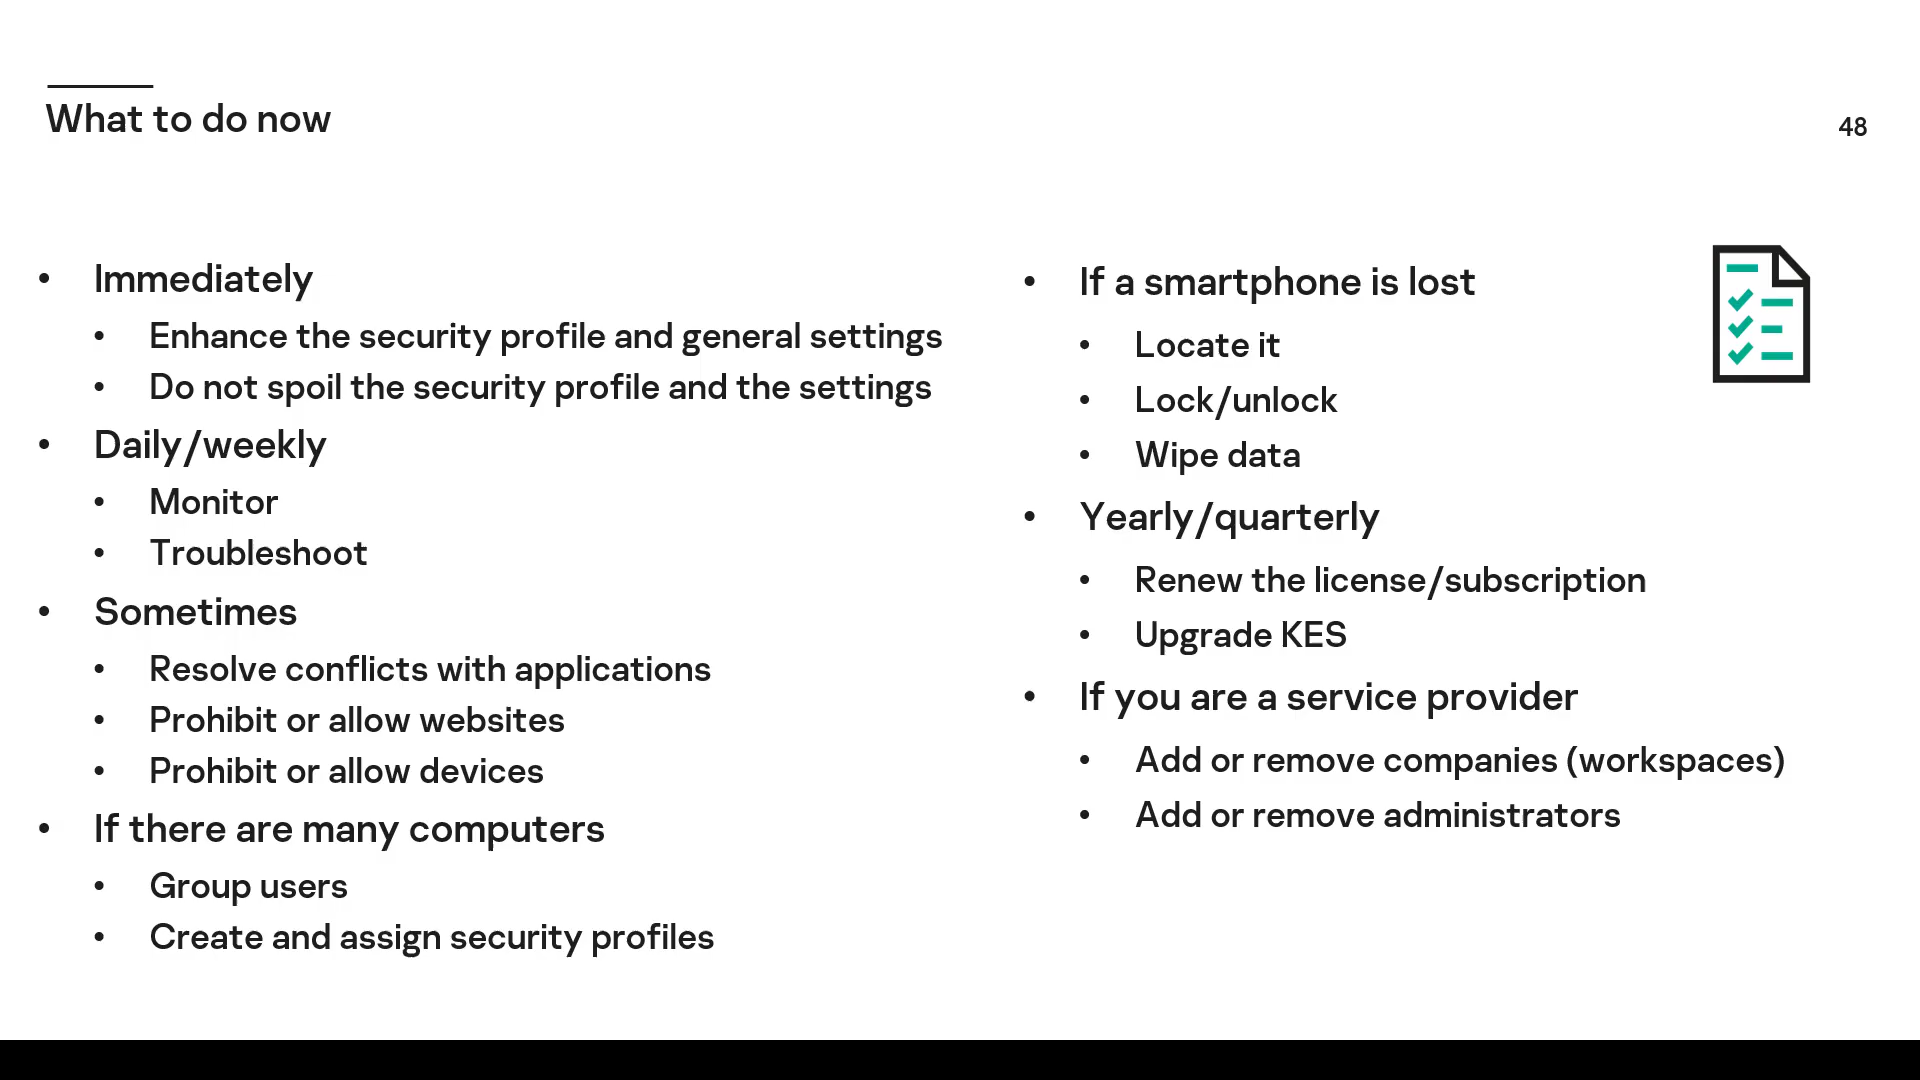 What to do now
48
• Immediately
• Enhance the security profile and general settings
• Do not spoil the security profile and the settings
• Daily/weekly
• Monitor
• Troubleshoot
• Sometimes
• Resolve conflicts with applications
• Prohibit or allow websites
• Prohibit or allow devices
• If there are many computers
• Group users
• Create and assign security profiles
• If a smartphone is lost
• Locate it
• Lock/unlock
• Wipe data
• Yearly/quarterly
• Renew the license/subscription
• Upgrade KES
• If you are a service provider
• Add or remove companies (workspaces)
• Add or remove administrators